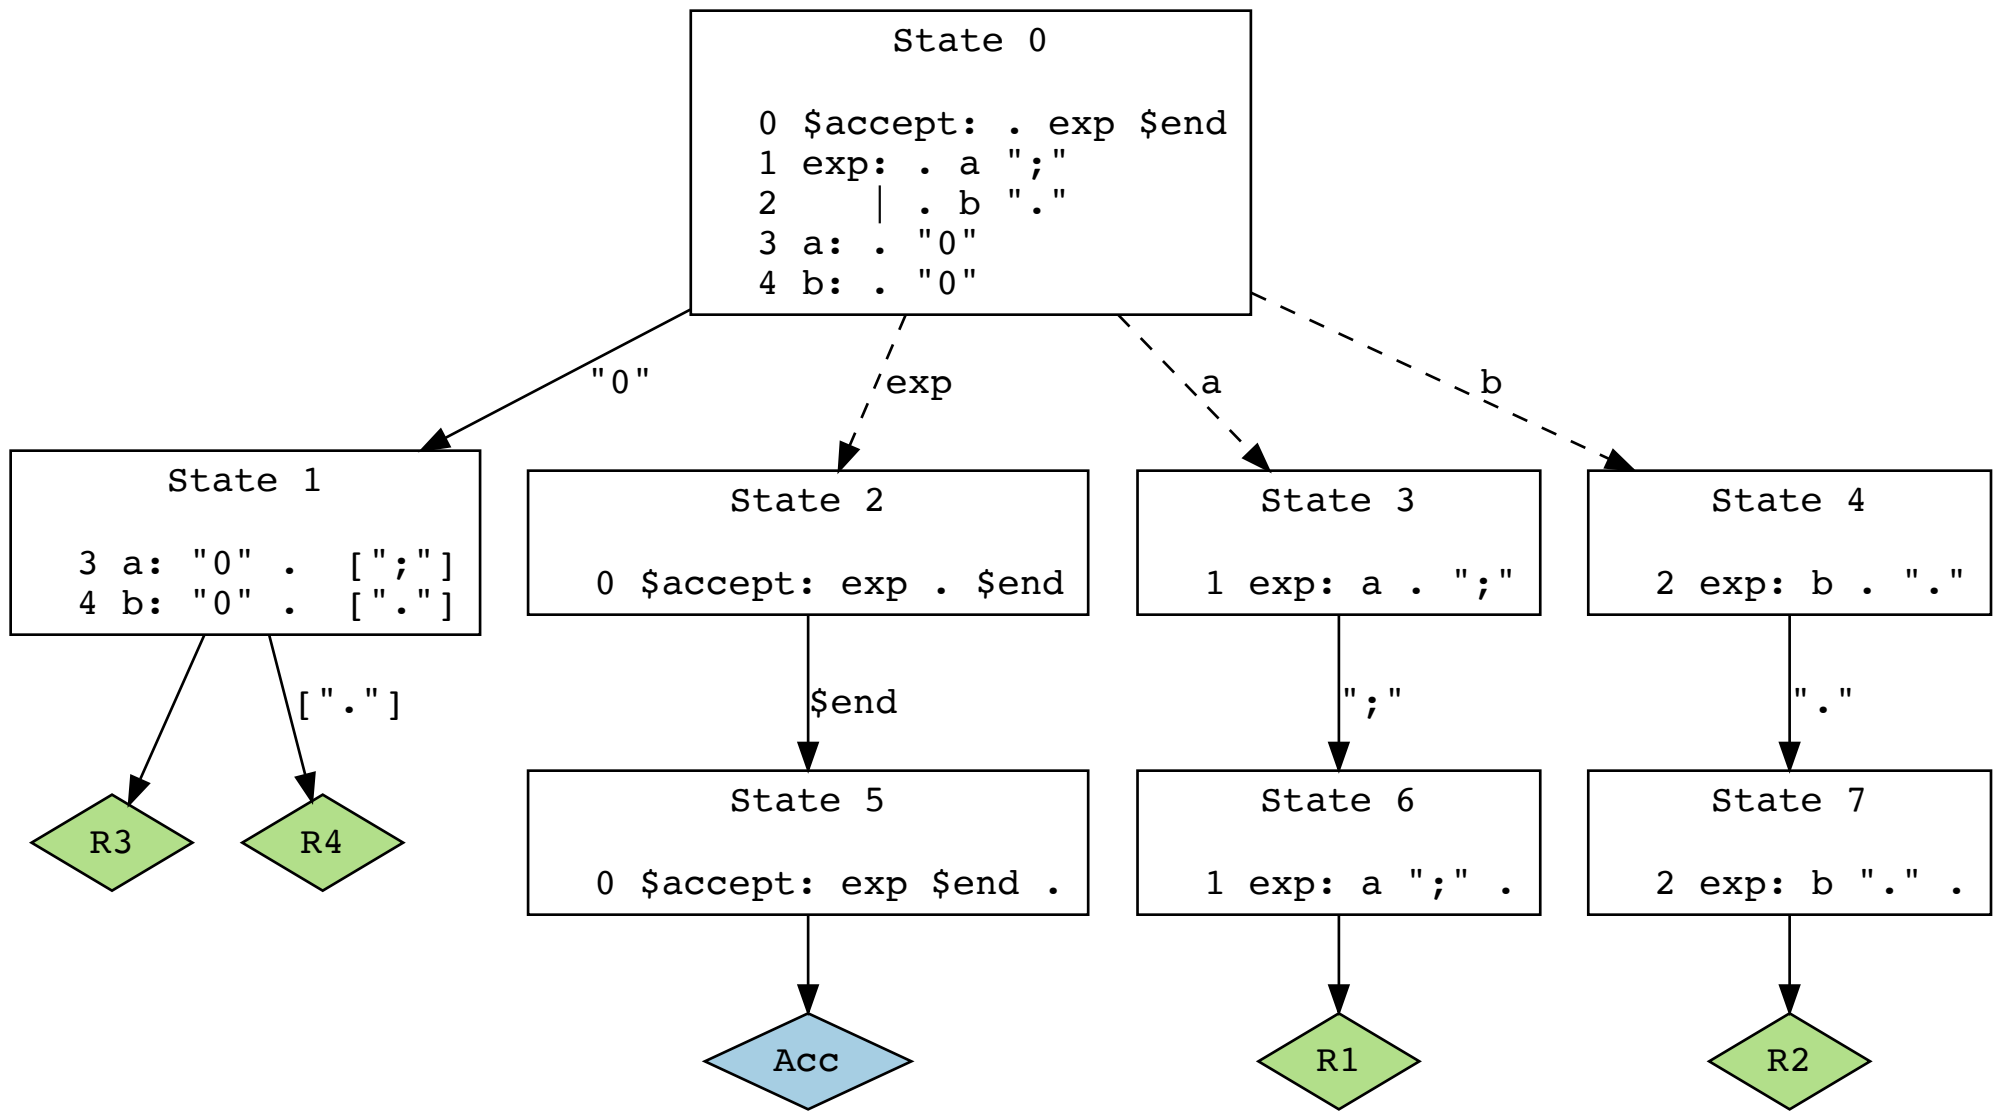 State 0
0 $accept: . exp $end
1 exp: . a ";"
2    | . b "."
3 a: . "0"
4 b: . "0"
"0"
exp
a
b
State 1
3 a: "0" .  [";"]
4 b: "0" .  ["."]
State 2
0 $accept: exp . $end
State 3
1 exp: a . ";"
State 4
2 exp: b . "."
["."]
$end
";"
"."
R3
R4
State 5
0 $accept: exp $end .
State 6
1 exp: a ";" .
State 7
2 exp: b "." .
Acc
R1
R2